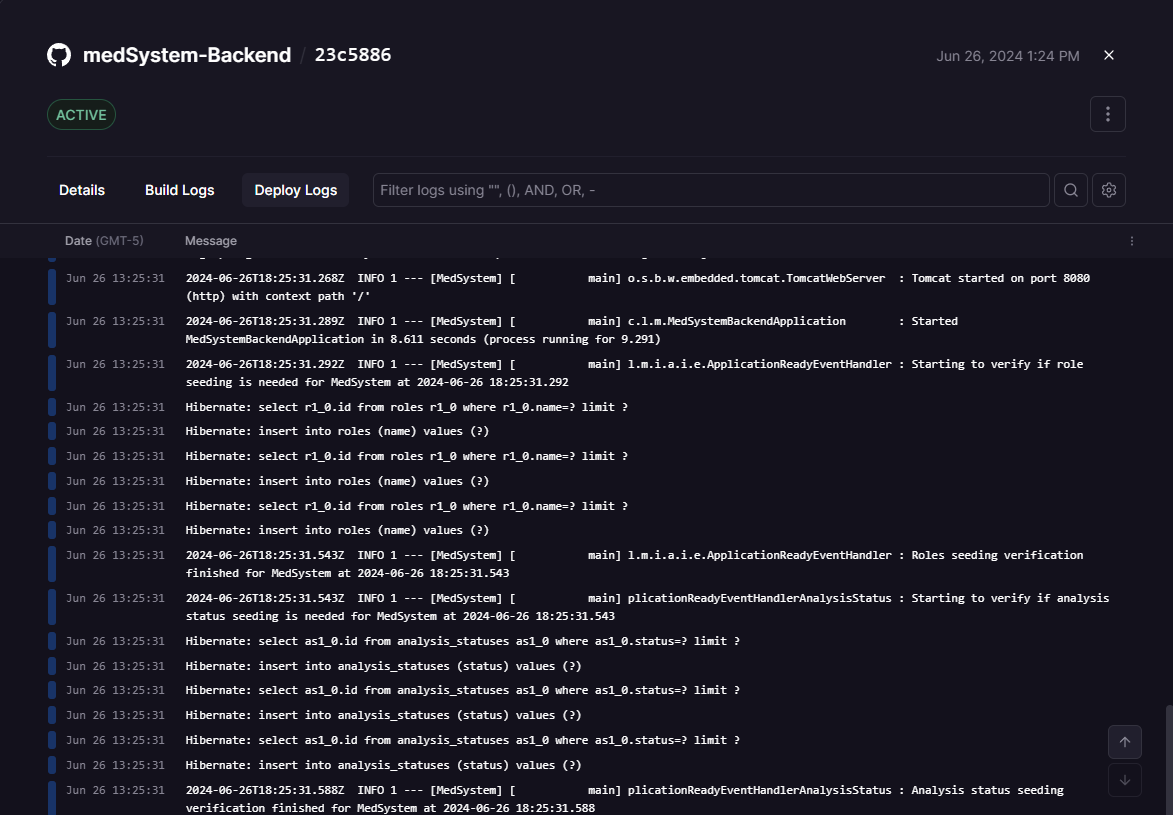 medSystem-Backend / 23c5886
Jun 26, 2024 1:24 PM
ACTIVE
Details Build Logs Deploy Logs Filter logs using "", (), AND, OR, -
Date (GMT-5) Message
Jun 26 13:25:31 2024-06-26T18:25:31.268Z  INFO 1 --- [MedSystem] [           main] o.s.b.w.embedded.tomcat.TomcatWebServer  : Tomcat started on port 8080
(http) with context path '/'
Jun 26 13:25:31 2024-06-26T18:25:31.289Z  INFO 1 --- [MedSystem] [           main] c.l.m.MedSystemBackendApplication        : Started
MedSystemBackendApplication in 8.611 seconds (process running for 9.291)
Jun 26 13:25:31 2024-06-26T18:25:31.292Z  INFO 1 --- [MedSystem] [           main] l.m.i.a.i.e.ApplicationReadyEventHandler : Starting to verify if role
seeding is needed for MedSystem at 2024-06-26 18:25:31.292
Jun 26 13:25:31 Hibernate: select r1_0.id from roles r1_0 where r1_0.name=? limit ?
Jun 26 13:25:31 Hibernate: insert into roles (name) values (?)
Jun 26 13:25:31 Hibernate: select r1_0.id from roles r1_0 where r1_0.name=? limit ?
Jun 26 13:25:31 Hibernate: insert into roles (name) values (?)
Jun 26 13:25:31 Hibernate: select r1_0.id from roles r1_0 where r1_0.name=? limit ?
Jun 26 13:25:31 Hibernate: insert into roles (name) values (?)
Jun 26 13:25:31 2024-06-26T18:25:31.543Z  INFO 1 --- [MedSystem] [           main] l.m.i.a.i.e.ApplicationReadyEventHandler : Roles seeding verification
finished for MedSystem at 2024-06-26 18:25:31.543
Jun 26 13:25:31 2024-06-26T18:25:31.543Z  INFO 1 --- [MedSystem] [           main] plicationReadyEventHandlerAnalysisStatus : Starting to verify if analysis
status seeding is needed for MedSystem at 2024-06-26 18:25:31.543
Jun 26 13:25:31 Hibernate: select as1_0.id from analysis_statuses as1_0 where as1_0.status=? limit ?
Jun 26 13:25:31 Hibernate: insert into analysis_statuses (status) values (?)
Jun 26 13:25:31 Hibernate: select as1_0.id from analysis_statuses as1_0 where as1_0.status=? limit ?
Jun 26 13:25:31 Hibernate: insert into analysis_statuses (status) values (?)
Jun 26 13:25:31 Hibernate: select as1_0.id from analysis_statuses as1_0 where as1_0.status=? limit ?
Jun 26 13:25:31 Hibernate: insert into analysis_statuses (status) values (?)
Jun 26 13:25:31 2024-06-26T18:25:31.588Z  INFO 1 --- [MedSystem] [           main] plicationReadyEventHandlerAnalysisStatus : Analysis status seeding
verification finished for MedSystem at 2024-06-26 18:25:31.588